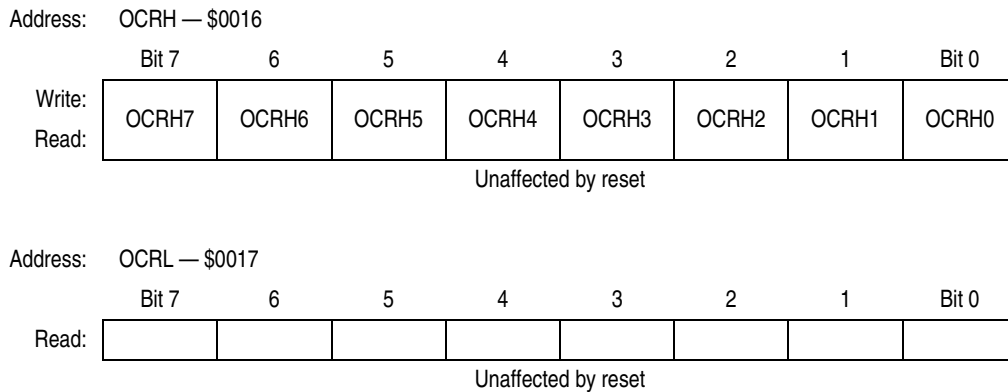 Address: OCRH — $0016
Bit 7 6 5 4 3 2 1 Bit 0
Write:
OCRH7 OCRH6 OCRH5 OCRH4 OCRH3 OCRH2 OCRH1 OCRH0
Read:
Unaffected by reset
Address: OCRL — $0017
Bit 7 6 5 4 3 2 1 Bit 0
Read:
Unaffected by reset